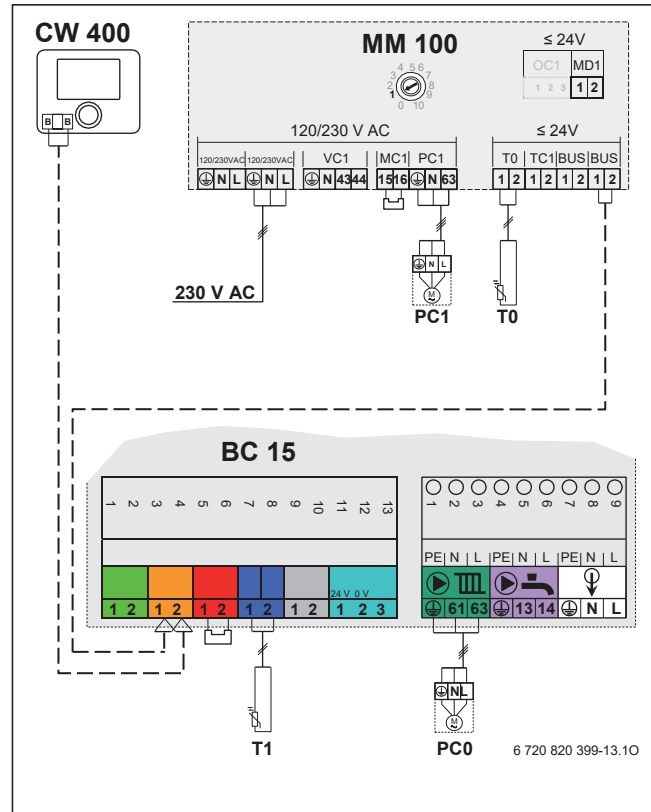 CW 400
B B
MM 100
0 1 2 3 4 5 6 7 8 9 10
≤ 24V
OC1 MD1
1 2 3 1 2
120/230 V AC
≤ 24V
120/230VAC 120/230VAC VC1 MC1 PC1
T0 TC1 BUS BUS
N L N L N 43 44 15 16 N 63
1 2 1 2 1 2 1 2
N L
M
230 V AC
PC1
T0
BC 15
1 2 3 4 5 6 7 8 9 10 11 12 13
1 2 3 4 5 6 7 8 9
PE N L PE N L PE N L
24 V 0 V
1 2 1 2 1 2 1 2 1 2 1 2 3
61 63 13 14 N L
N L
M
T1
PC0
6 720 820 399-13.1O